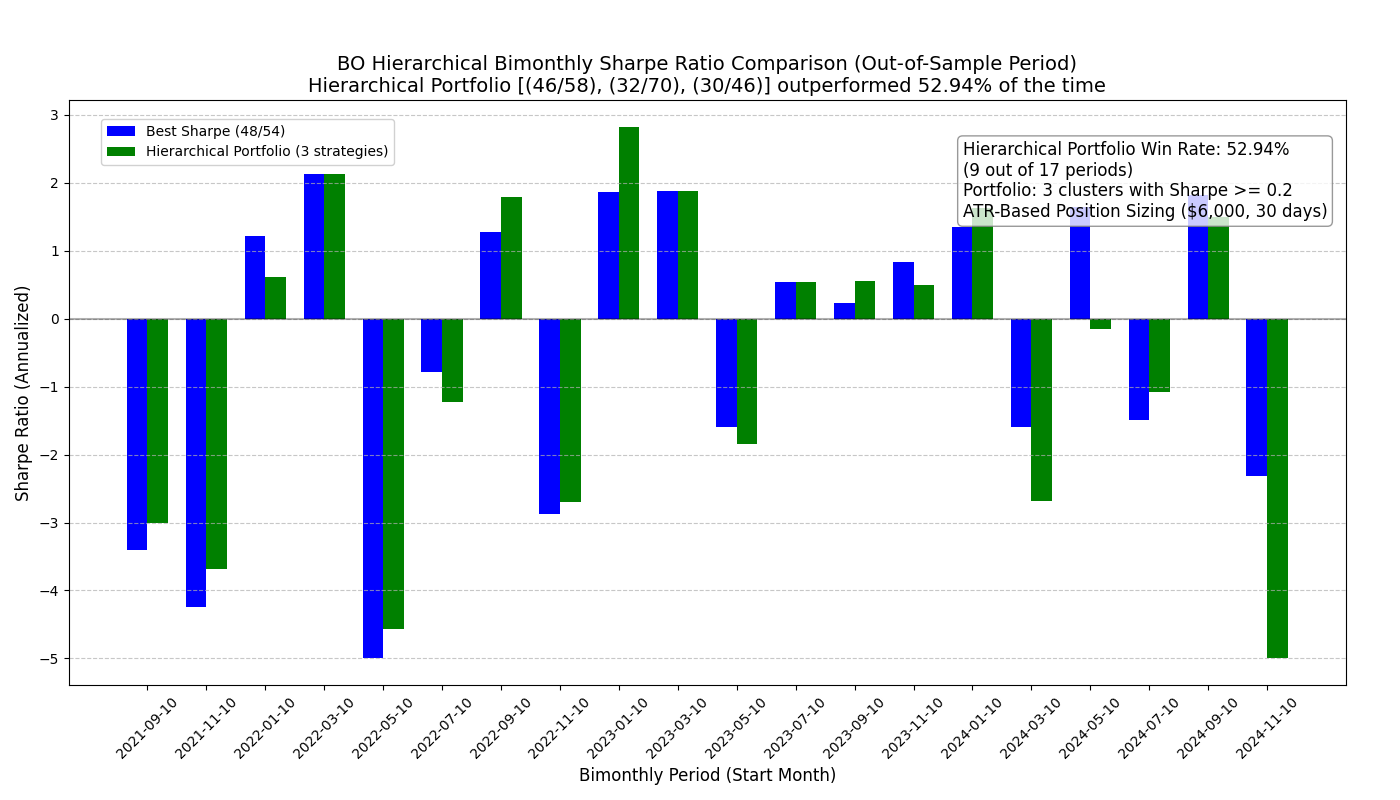 BO Hierarchical Bimonthly Sharpe Ratio Comparison (Out-of-Sample Period)
Hierarchical Portfolio [(46/58), (32/70), (30/46)] outperformed 52.94% of the time
Best Sharpe (48/54)
Hierarchical Portfolio (3 strategies)
Hierarchical Portfolio Win Rate: 52.94%
(9 out of 17 periods)
Portfolio: 3 clusters with Sharpe >= 0.2
ATR-Based Position Sizing ($6,000, 30 days)
Sharpe Ratio (Annualized)
3
2
1
0
−1
−2
−3
−4
−5
2021-09-10
2021-11-10
2022-01-10
2022-03-10
2022-05-10
2022-07-10
2022-09-10
2022-11-10
2023-01-10
2023-03-10
2023-05-10
2023-07-10
2023-09-10
2023-11-10
2024-01-10
2024-03-10
2024-05-10
2024-07-10
2024-09-10
2024-11-10
Bimonthly Period (Start Month)